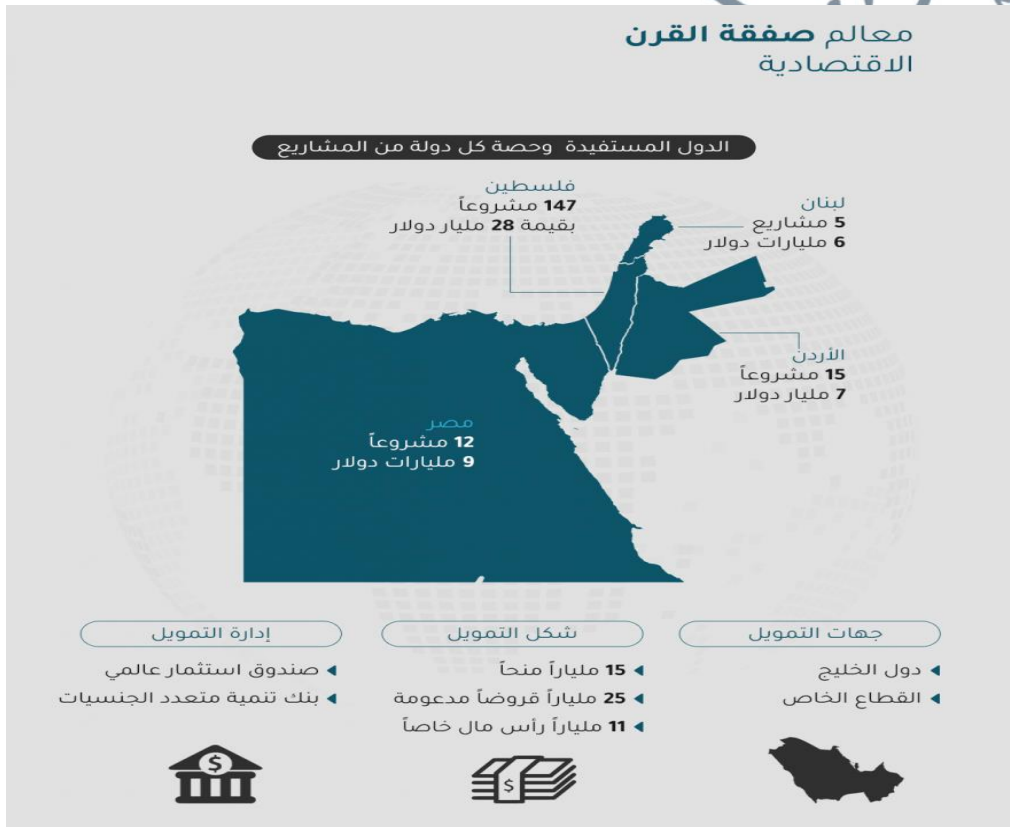 معالم صفقة القرن
الاقتصادية
الدول المستفيدة وحصة كل دولة من المشاريع
فلسطين
147 مشروعاً
بقيمة 28 مليار دولار
لبنان
5 مشاريع
6 مليارات دولار
الأردن
15 مشروعاً
7 مليار دولار
مصر
12 مشروعاً
9 مليارات دولار
جهات التمويل
دول الخليج
القطاع الخاص
شكل التمويل
15 ملياراً منحاً
25 ملياراً قروضاً مدعومة
11 ملياراً رأس مال خاصاً
$
إدارة التمويل
صندوق استثمار عالمي
بنك تنمية متعدد الجنسيات
$